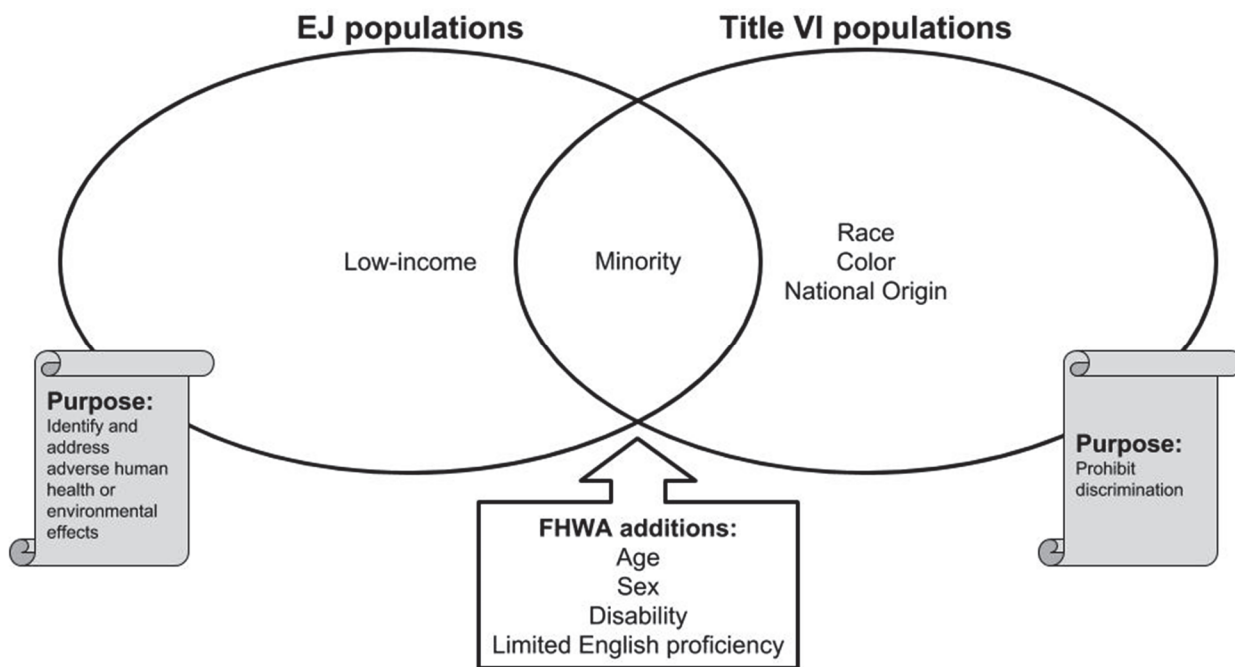 EJ populations
Title VI populations
Low-income
Minority
Race
Color
National Origin
Purpose:
Identify and
address
adverse human
health or
environmental
effects
Purpose:
Prohibit
discrimination
FHWA additions:
Age
Sex
Disability
Limited English proficiency